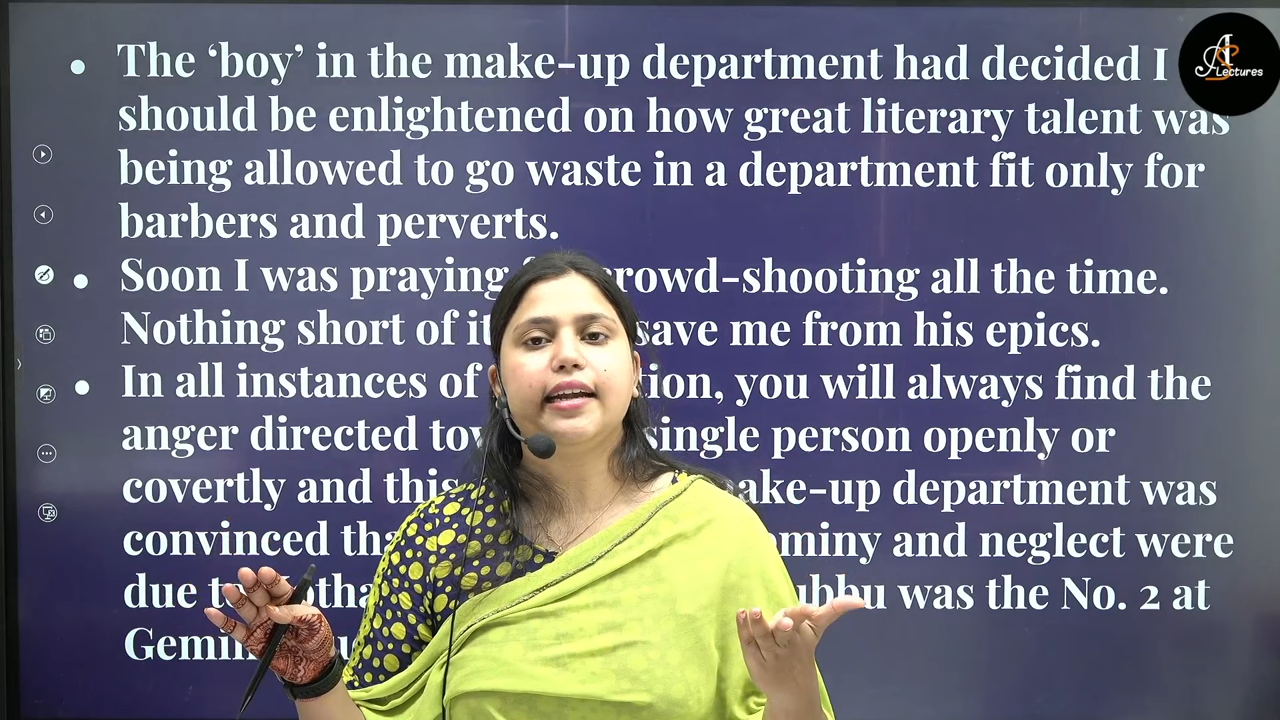 • The ‘boy’ in the make-up department had decided I
should be enlightened on how great literary talent was
being allowed to go waste in a department fit only for
barbers and perverts.
• Soon I was praying crowd-shooting all the time.
Nothing short of it save me from his epics.
• In all instances of you will always find the
anger directed single person openly or
covertly and this make-up department was
convinced and neglect were
due was the No. 2 at
A S Lectures